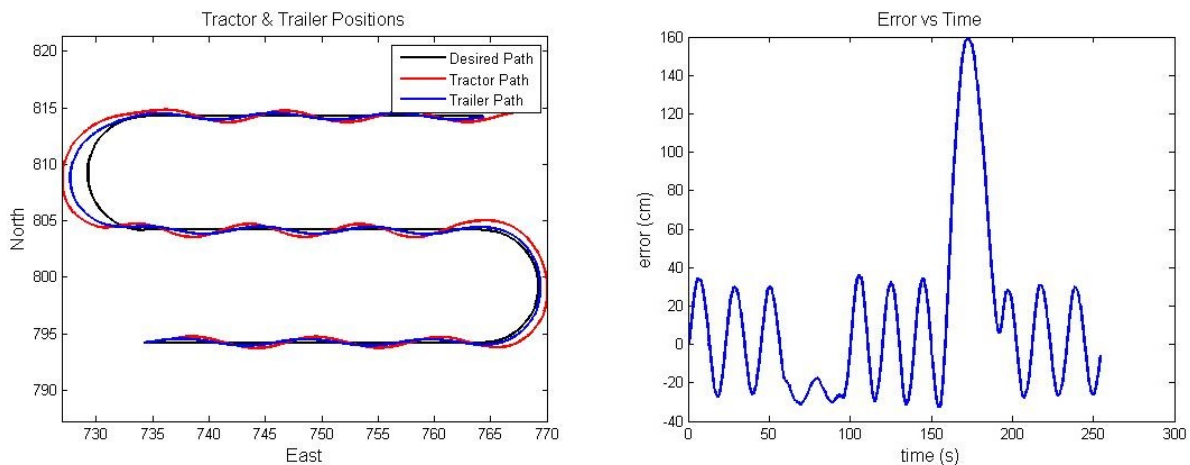 Tractor & Trailer Positions
820
815
810
805
800
795
790
North
730 735 740 745 750 755 760 765 770
East
Desired Path
Tractor Path
Trailer Path
Error vs Time
160
140
120
100
80
60
40
20
0
-20
-40
error (cm)
0 50 100 150 200 250 300
time (s)